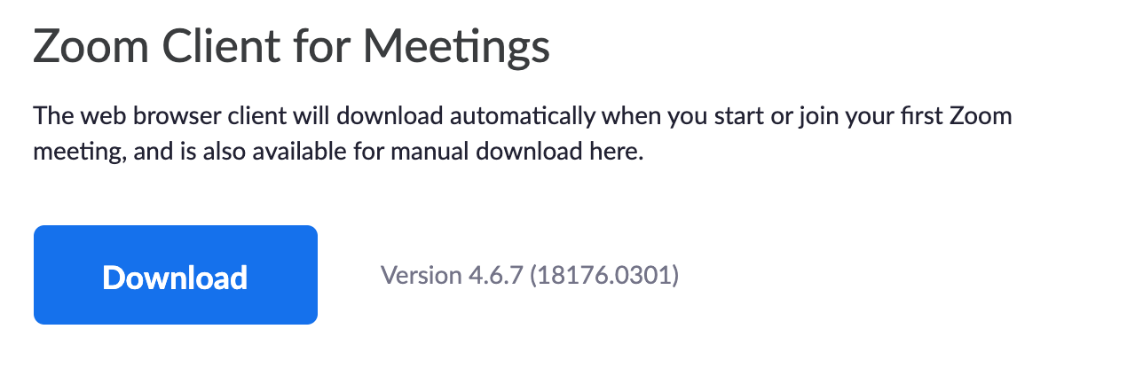 Zoom Client for Meetings
The web browser client will download automatically when you start or join your first Zoom
meeting, and is also available for manual download here.
Download
Version 4.6.7 (18176.0301)